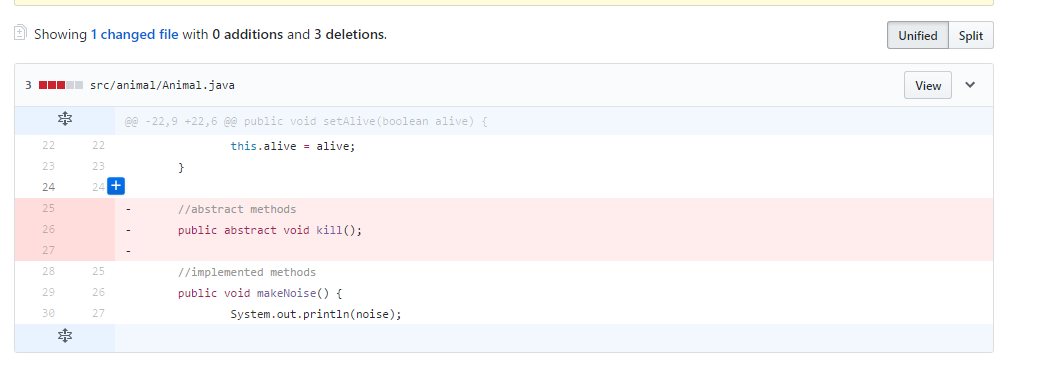 Showing 1 changed file with 0 additions and 3 deletions.
Unified Split
3 src/animal/Animal.java View
@@ -22,9 +22,6 @@ public void setAlive(boolean alive) {
22 22 this.alive = alive;
23 23 }
24 24 +
25 - //abstract methods
26 - public abstract void kill();
27 -
28 25 //implemented methods
29 26 public void makeNoise() {
30 27 System.out.println(noise);